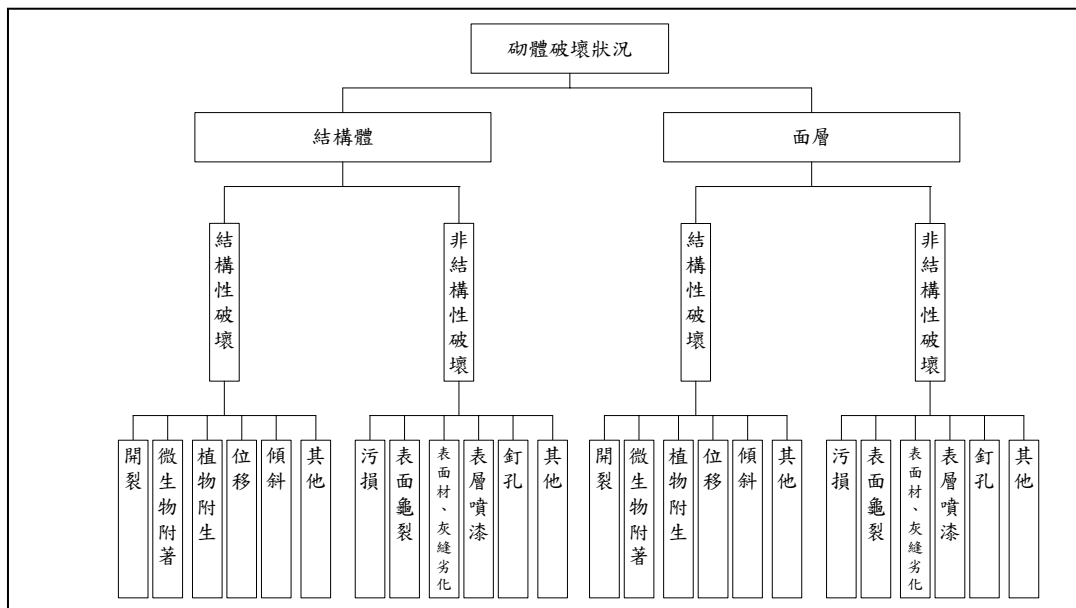 砌體破壞狀況
結構體
面層
結構性破壞
非結構性破壞
結構性破壞
非結構性破壞
開裂
微生物附著
植物附生
位移
傾斜
其他
污損
表面龜裂
表面材、灰縫劣化
表層噴漆
釘孔
其他
開裂
微生物附著
植物附生
位移
傾斜
其他
污損
表面龜裂
表面材、灰縫劣化
表層噴漆
釘孔
其他